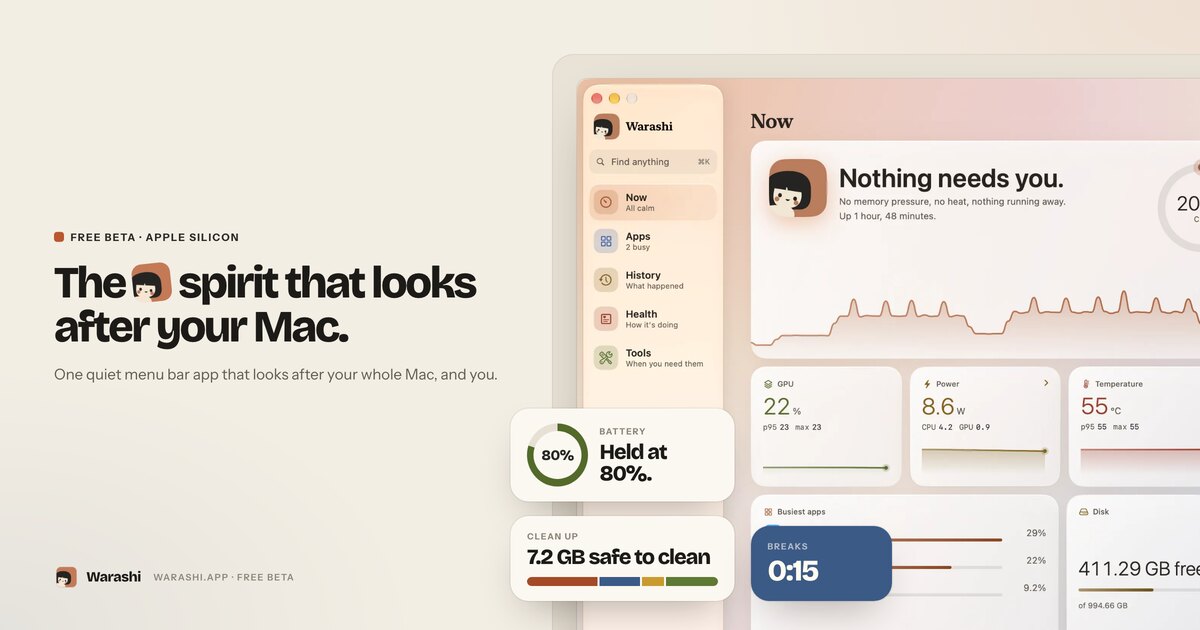 FREE BETA · APPLE SILICON
The spirit that looks
after your Mac.
One quiet menu bar app that looks after your whole Mac, and you.
Warashi WARASHI.APP · FREE BETA
Warashi
Find anything ⌘K
Now
All calm
Apps
2 busy
History
What happened
Health
How it's doing
Tools
When you need them
BATTERY
80%
Held at
80%.
CLEAN UP
7.2 GB safe to clean
Now
Nothing needs you.
No memory pressure, no heat, nothing running away.
Up 1 hour, 48 minutes.
20
GPU
22 %
p95 23 max 23
Power
8.6 W
CPU 4.2 GPU 0.9
Temperature
55 °C
p95 55 max 55
Busiest apps
29%
22%
9.2%
BREAKS
0:15
Disk
411.29 GB free
of 994.66 GB